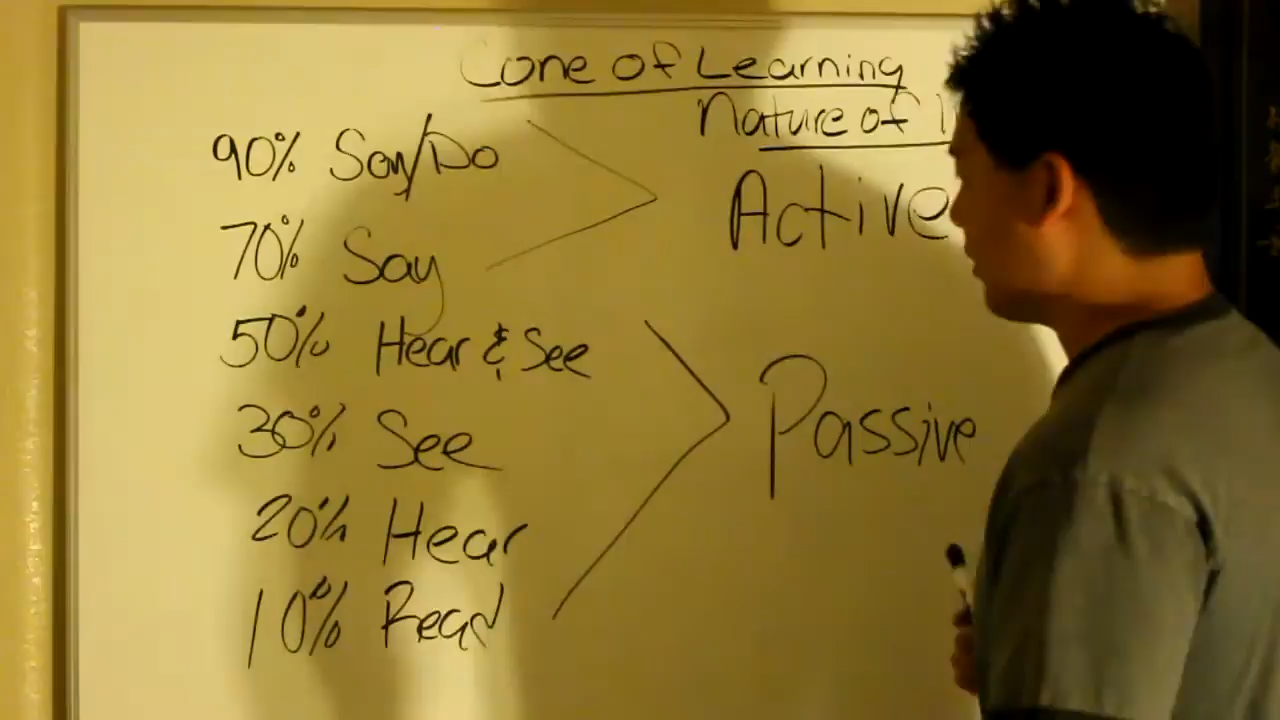 Cone of Learning
Nature of
90% Say/Do
Active
70% Say
50% Hear & See
30% See
Passive
20% Hear
10% Read